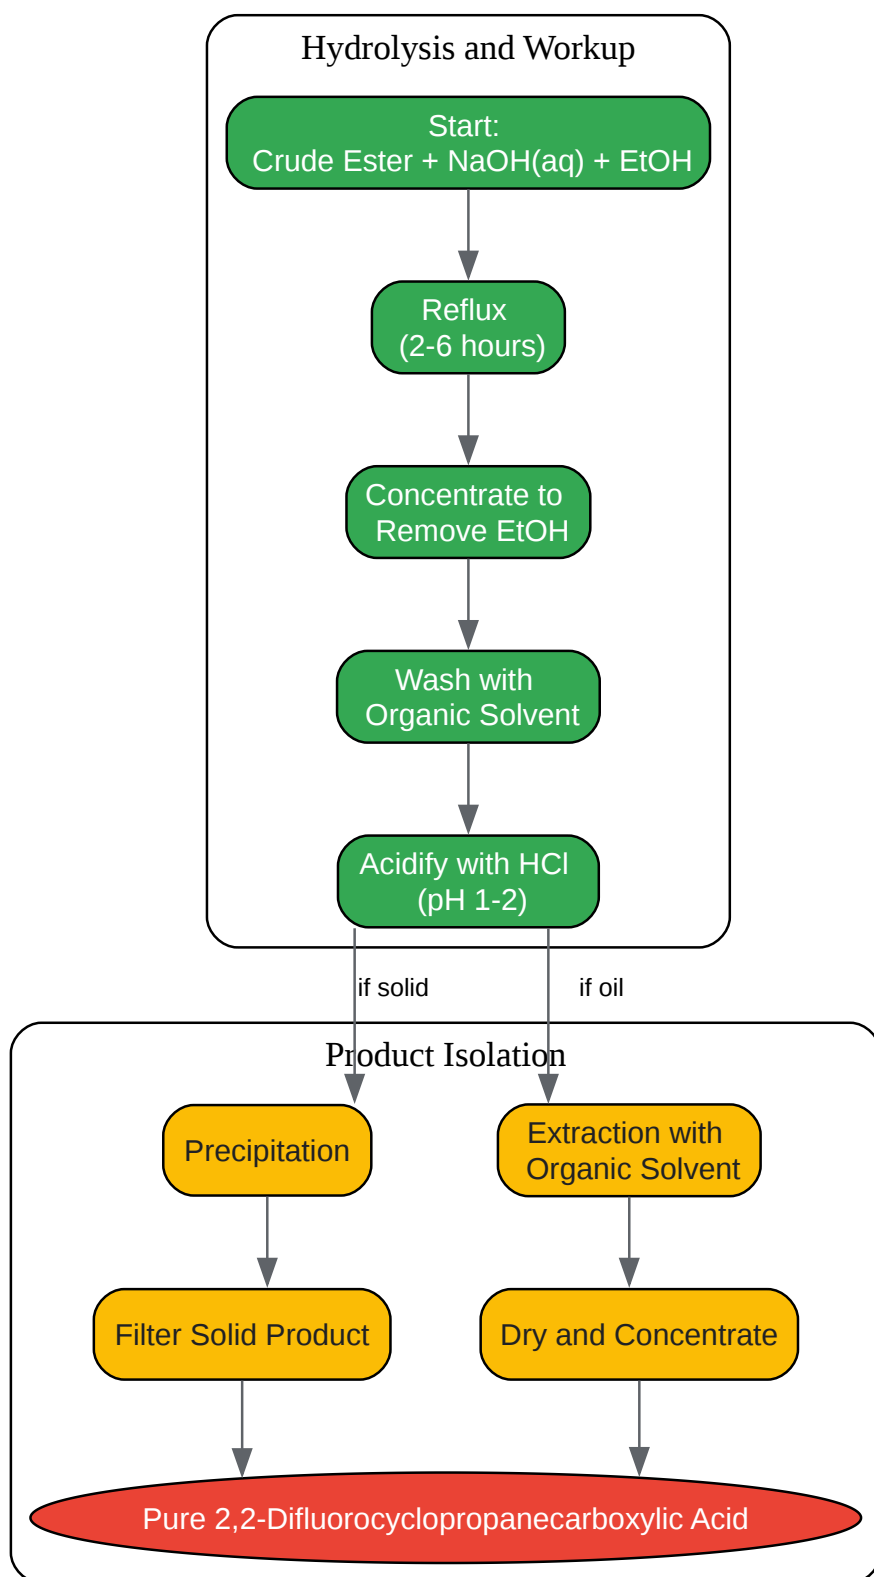 Hydrolysis and Workup
Start:
Crude Ester + NaOH(aq) + EtOH
Reflux
(2-6 hours)
Concentrate to
Remove EtOH
Wash with
Organic Solvent
Acidify with HCl
(pH 1-2)
if solid
if oil
Product Isolation
Precipitation
Extraction with
Organic Solvent
Filter Solid Product
Dry and Concentrate
Pure 2,2-Difluorocyclopropanecarboxylic Acid